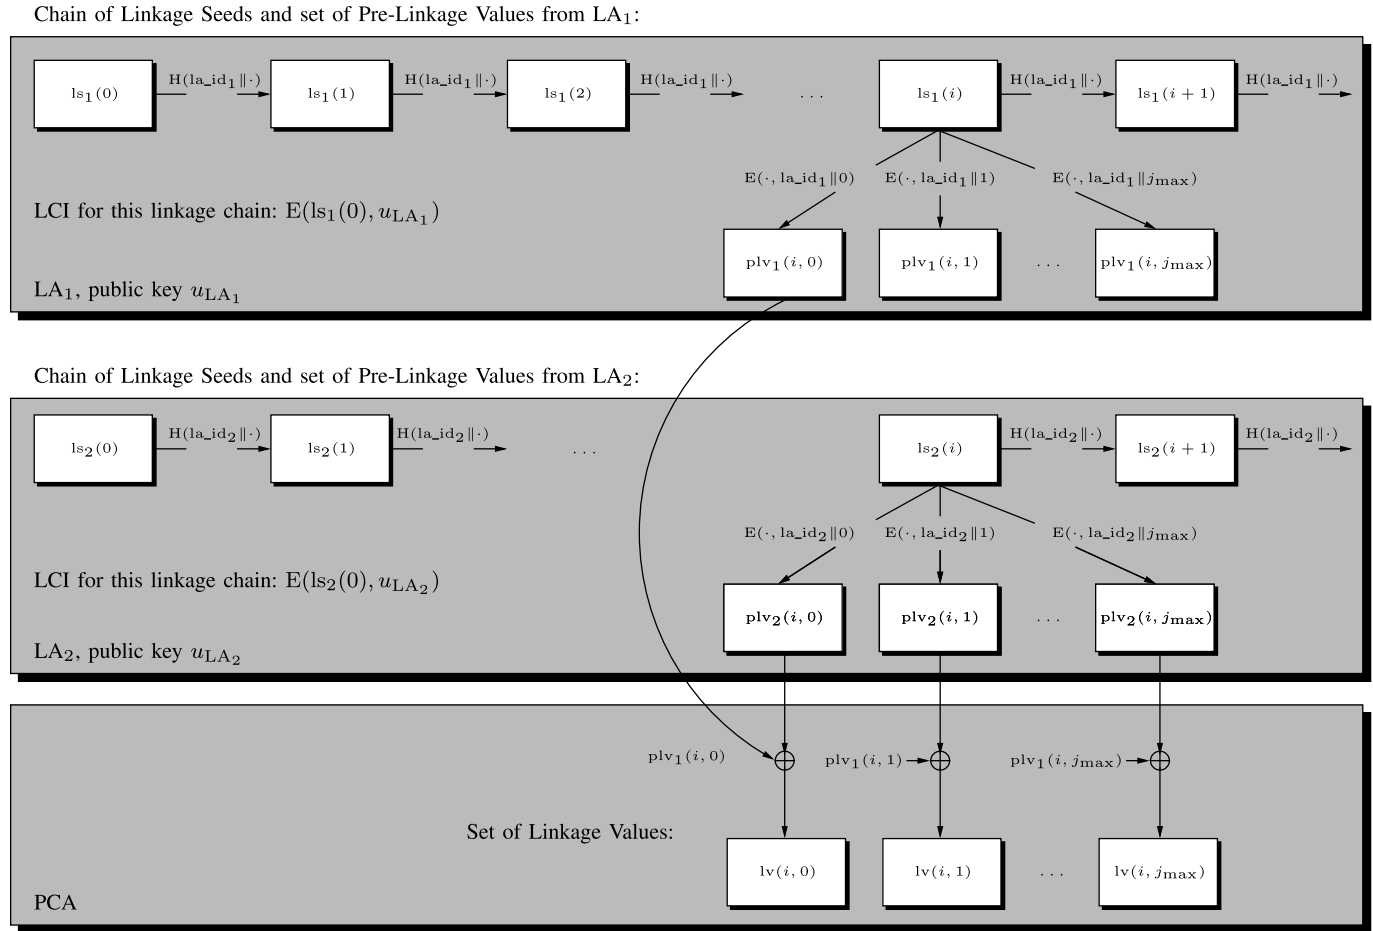 Chain of Linkage Seeds and set of Pre-Linkage Values from LA₁:
ls₁(0) H(la_id₁‖·) ls₁(1) H(la_id₁‖·) ls₁(2) H(la_id₁‖·) ... ls₁(i) H(la_id₁‖·) ls₁(i + 1) H(la_id₁‖·)
E(·, la_id₁‖0) E(·, la_id₁‖1) E(·, la_id₁‖j_max)
LCI for this linkage chain: E(ls₁(0), u_LA₁)
plv₁(i, 0) plv₁(i, 1) ... plv₁(i, j_max)
LA₁, public key u_LA₁
Chain of Linkage Seeds and set of Pre-Linkage Values from LA₂:
ls₂(0) H(la_id₂‖·) ls₂(1) H(la_id₂‖·) ... ls₂(i) H(la_id₂‖·) ls₂(i + 1) H(la_id₂‖·)
E(·, la_id₂‖0) E(·, la_id₂‖1) E(·, la_id₂‖j_max)
LCI for this linkage chain: E(ls₂(0), u_LA₂)
plv₂(i, 0) plv₂(i, 1) ... plv₂(i, j_max)
LA₂, public key u_LA₂
plv₁(i, 0) plv₁(i, 1) plv₁(i, j_max)
Set of Linkage Values:
lv(i, 0) lv(i, 1) ... lv(i, j_max)
PCA